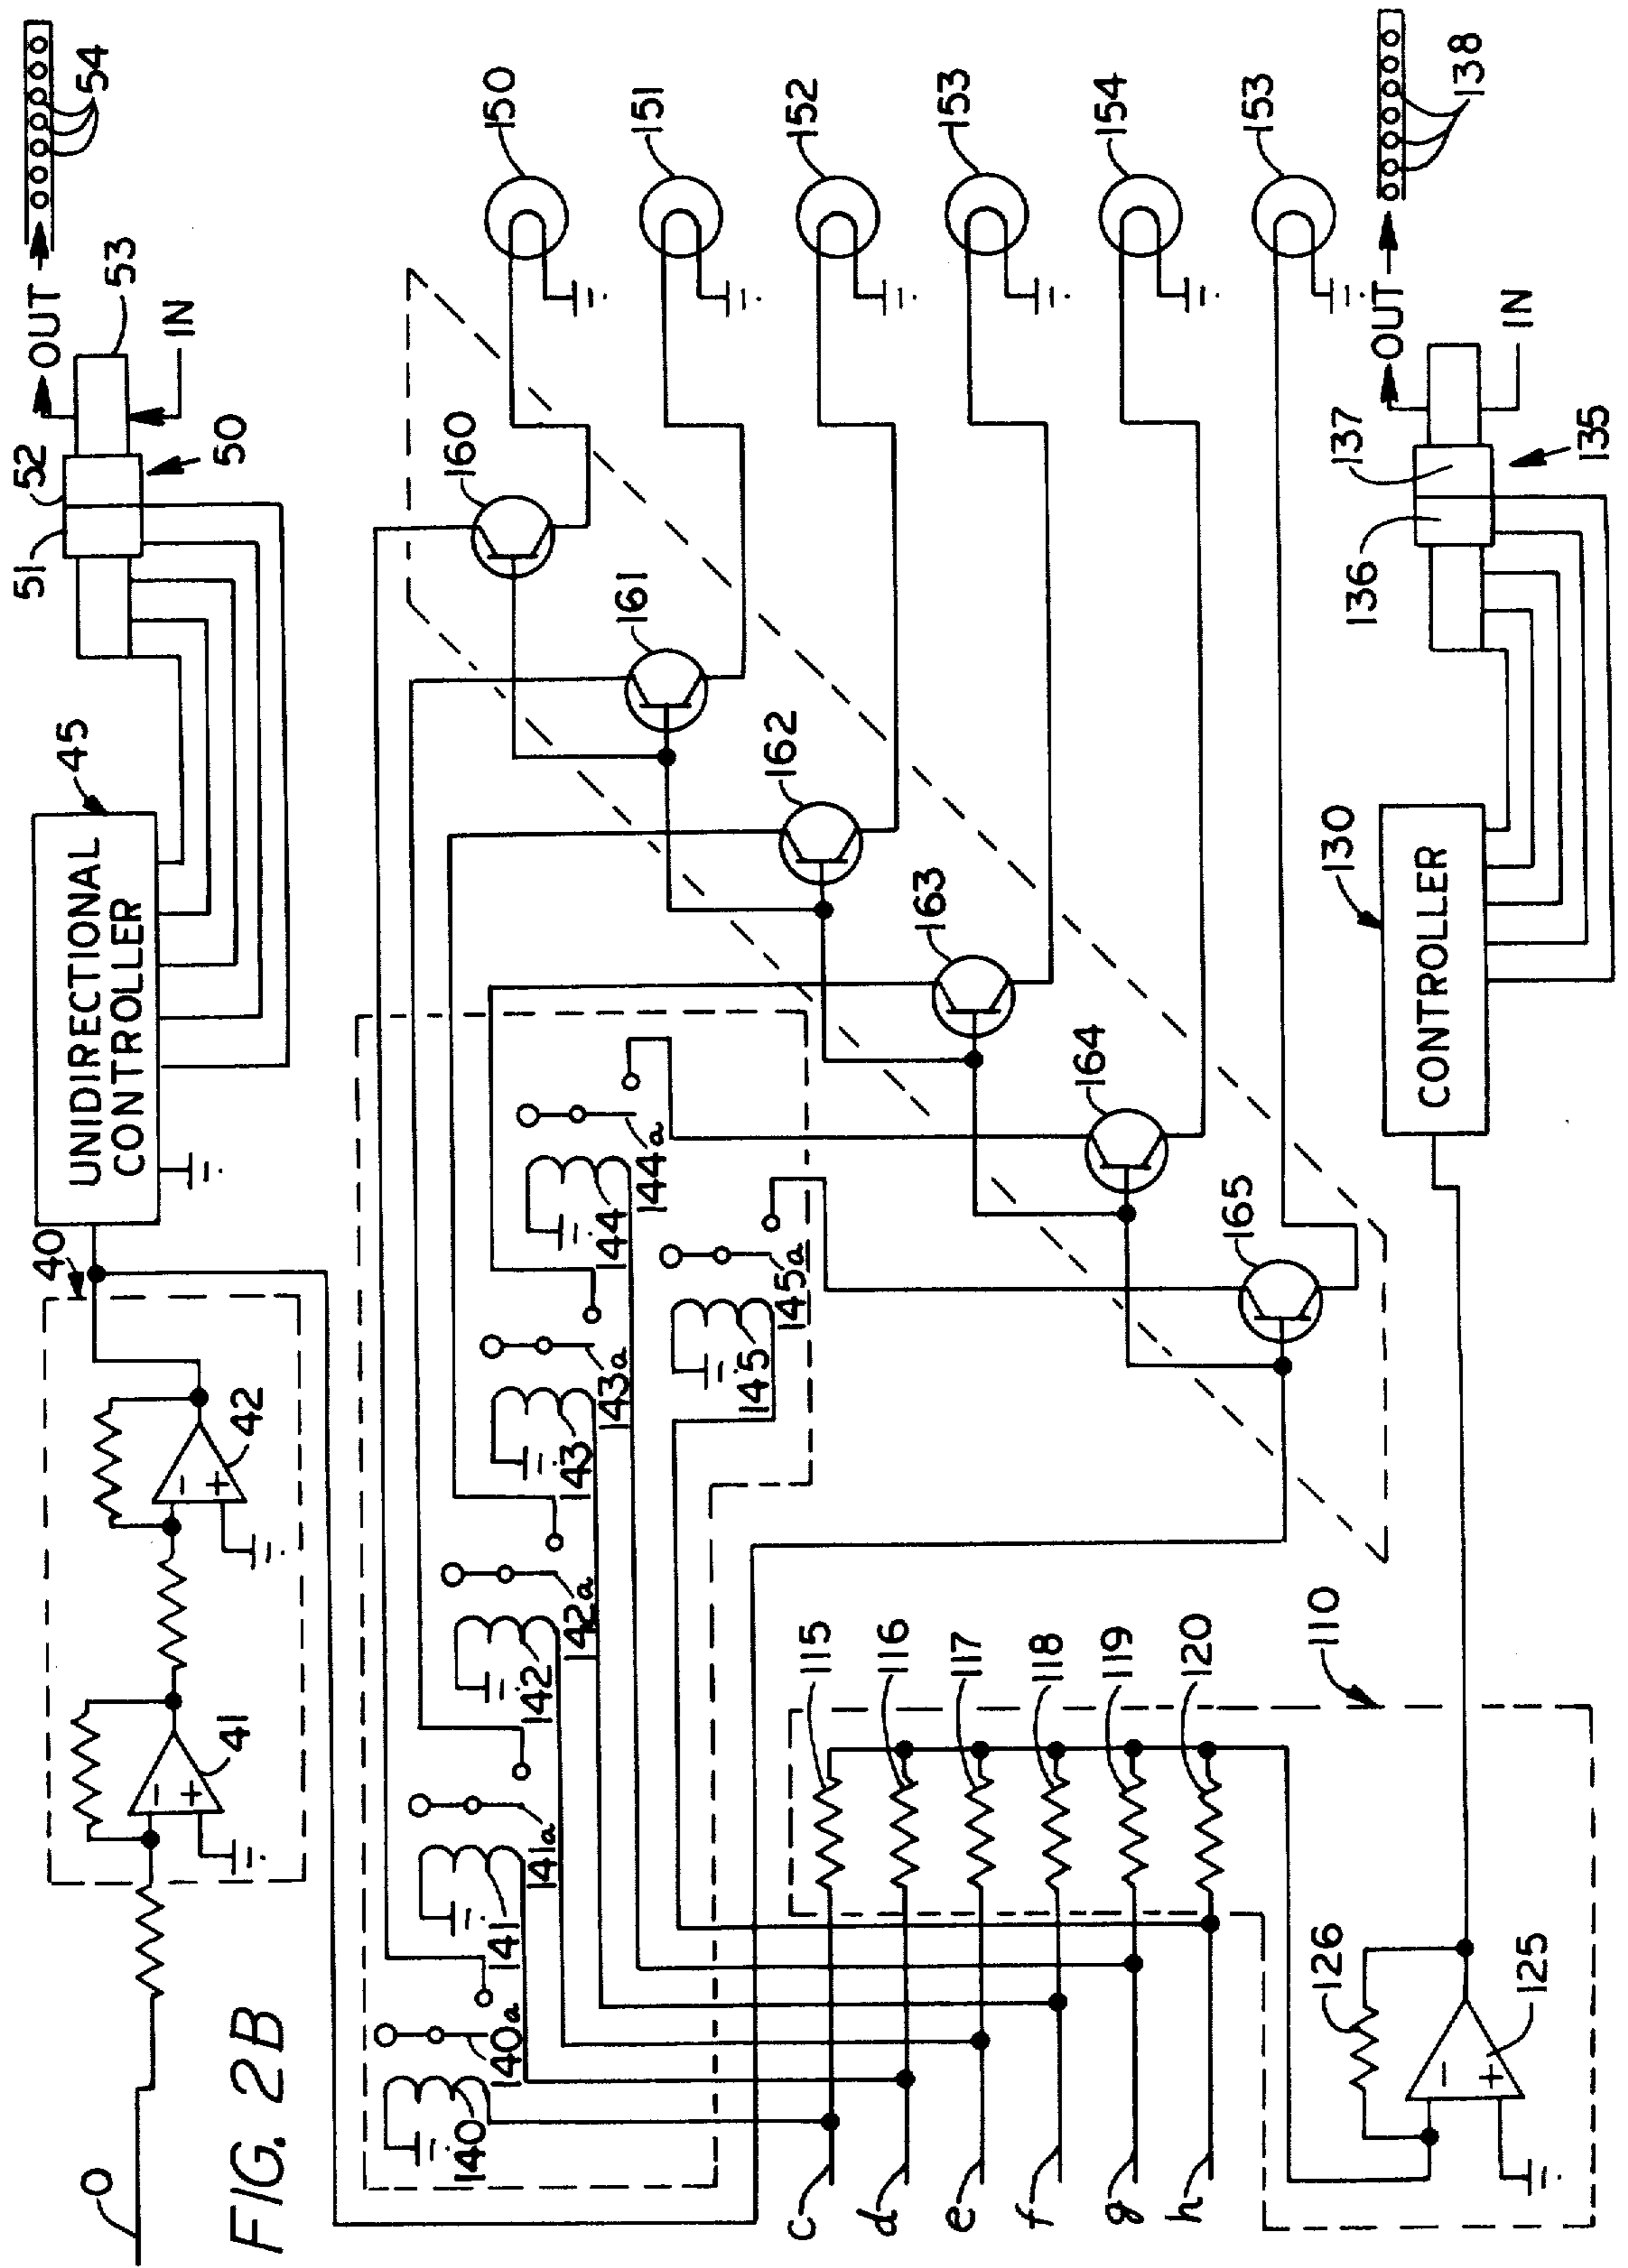 54
OUT
53
IN
52
51
50
45
UNIDIRECTIONAL
CONTROLLER
40
42
41
−
+
−
+
O
FIG. 2B
150
151
152
153
154
153
160
161
162
163
164
165
140
140a
141
141a
142
142a
143
143a
144
144a
145
145a
115
116
117
118
119
120
110
c
d
e
f
g
h
126
125
−
+
130
CONTROLLER
136
137
135
OUT
IN
138